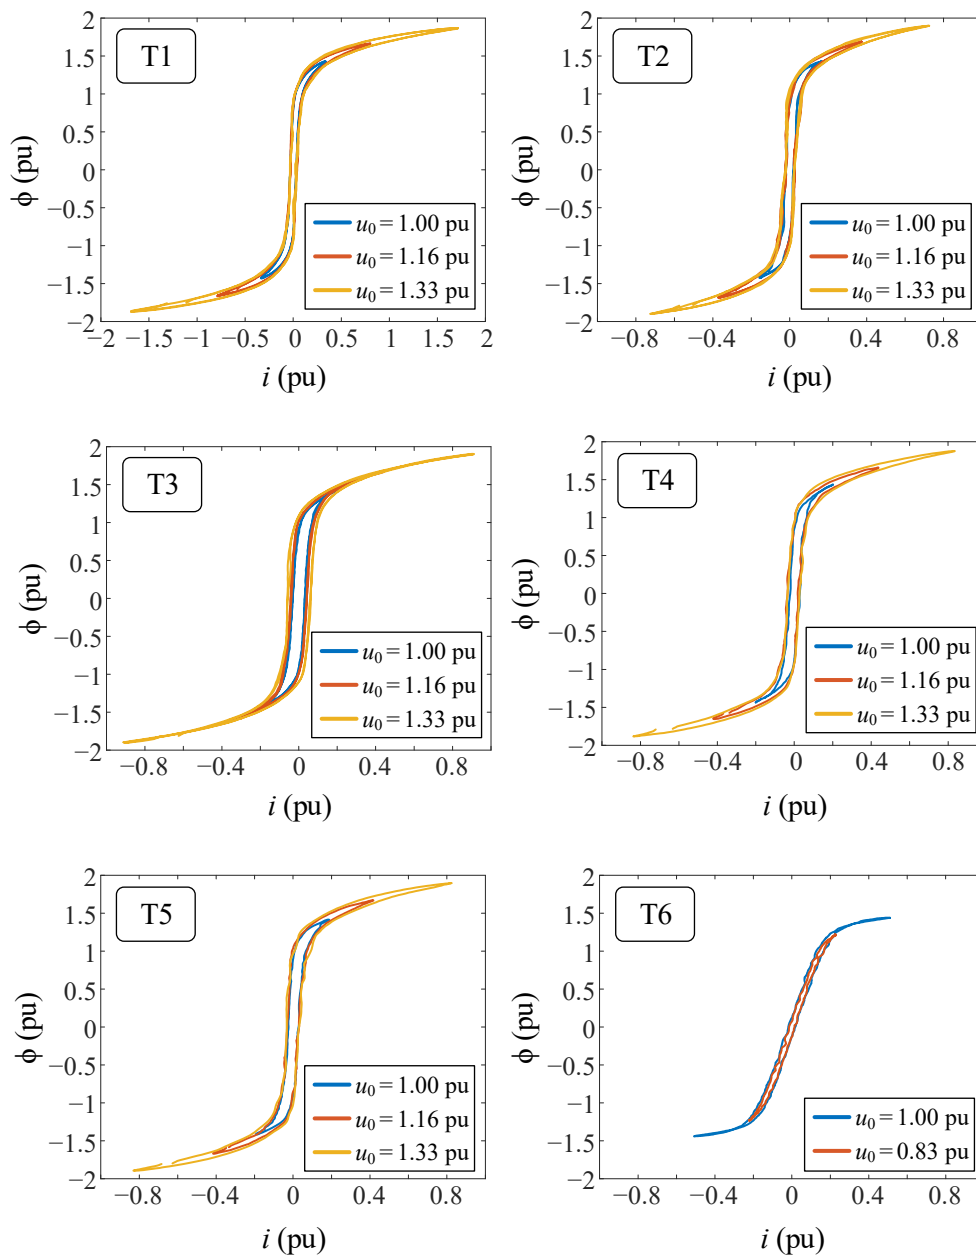 T1
2
1.5
1
0.5
0
−0.5
−1
−1.5
−2
ϕ (pu)
u0 = 1.00 pu
u0 = 1.16 pu
u0 = 1.33 pu
−2 −1.5 −1 −0.5 0 0.5 1 1.5 2
i (pu)
T2
2
1.5
1
0.5
0
−0.5
−1
−1.5
−2
ϕ (pu)
u0 = 1.00 pu
u0 = 1.16 pu
u0 = 1.33 pu
−0.8 −0.4 0 0.4 0.8
i (pu)
T3
2
1.5
1
0.5
0
−0.5
−1
−1.5
−2
ϕ (pu)
u0 = 1.00 pu
u0 = 1.16 pu
u0 = 1.33 pu
−0.8 −0.4 0 0.4 0.8
i (pu)
T4
2
1.5
1
0.5
0
−0.5
−1
−1.5
−2
ϕ (pu)
u0 = 1.00 pu
u0 = 1.16 pu
u0 = 1.33 pu
−0.8 −0.4 0 0.4 0.8
i (pu)
T5
2
1.5
1
0.5
0
−0.5
−1
−1.5
−2
ϕ (pu)
u0 = 1.00 pu
u0 = 1.16 pu
u0 = 1.33 pu
−0.8 −0.4 0 0.4 0.8
i (pu)
T6
2
1.5
1
0.5
0
−0.5
−1
−1.5
−2
ϕ (pu)
u0 = 1.00 pu
u0 = 0.83 pu
−0.8 −0.4 0 0.4 0.8
i (pu)